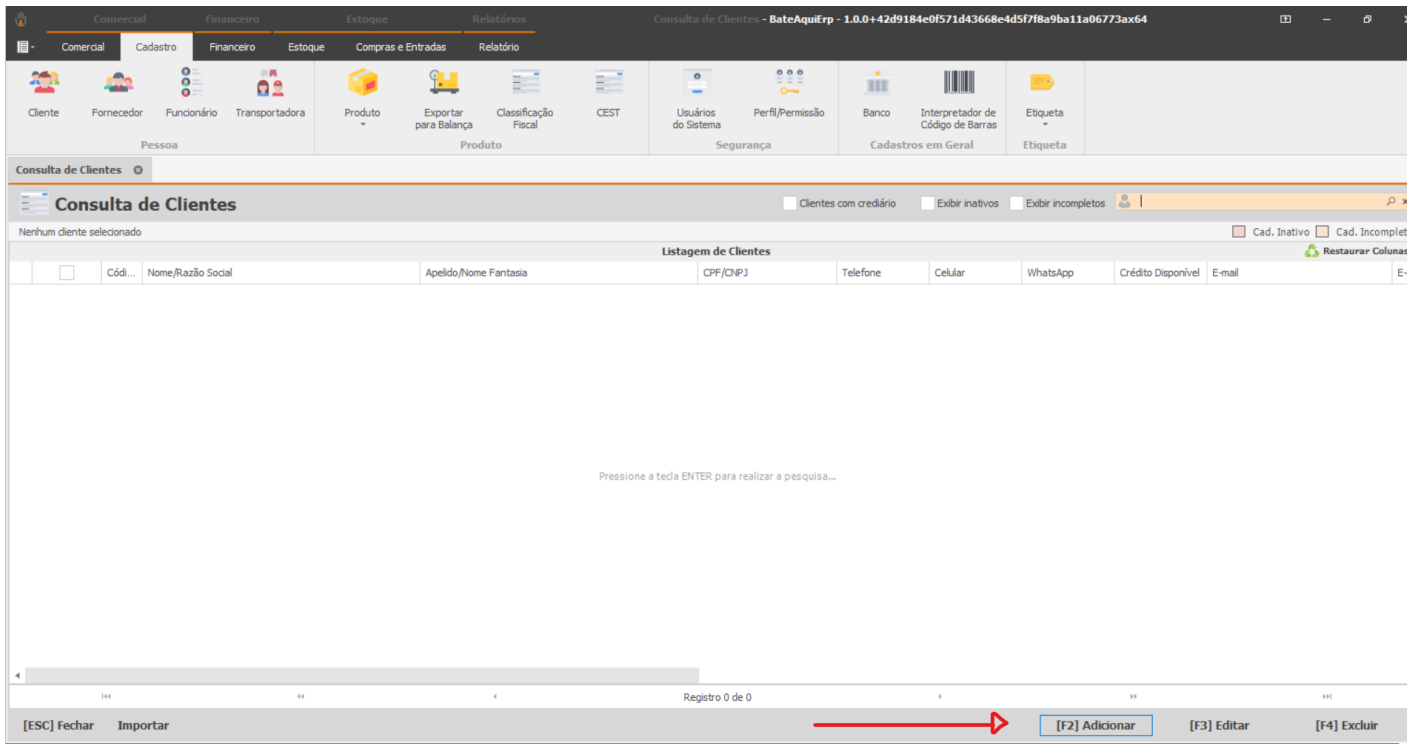 Comercial Financeiro Estoque Relatórios Consulta de Clientes - BateAquiErp - 1.0.0+42d9184e0f571d43668e4d5f7f8a9ba11a06773ax64
Comercial Cadastro Financeiro Estoque Compras e Entradas Relatório
Cliente Fornecedor Funcionário Transportadora Produto Exportar Classificação CEST Usuários Perfil/Permissão Banco Interpretador de Etiqueta
para Balança Fiscal do Sistema Código de Barras
Pessoa Produto Segurança Cadastros em Geral Etiqueta
Consulta de Clientes
Consulta de Clientes Clientes com crediário Exibir inativos Exibir incompletos
Nenhum cliente selecionado Cad. Inativo Cad. Incomplet
Listagem de Clientes Restaurar Colunas
Códi... Nome/Razão Social Apelido/Nome Fantasia CPF/CNPJ Telefone Celular WhatsApp Crédito Disponível E-mail E-
Pressione a tecla ENTER para realizar a pesquisa...
Registro 0 de 0
[ESC] Fechar Importar [F2] Adicionar [F3] Editar [F4] Excluir